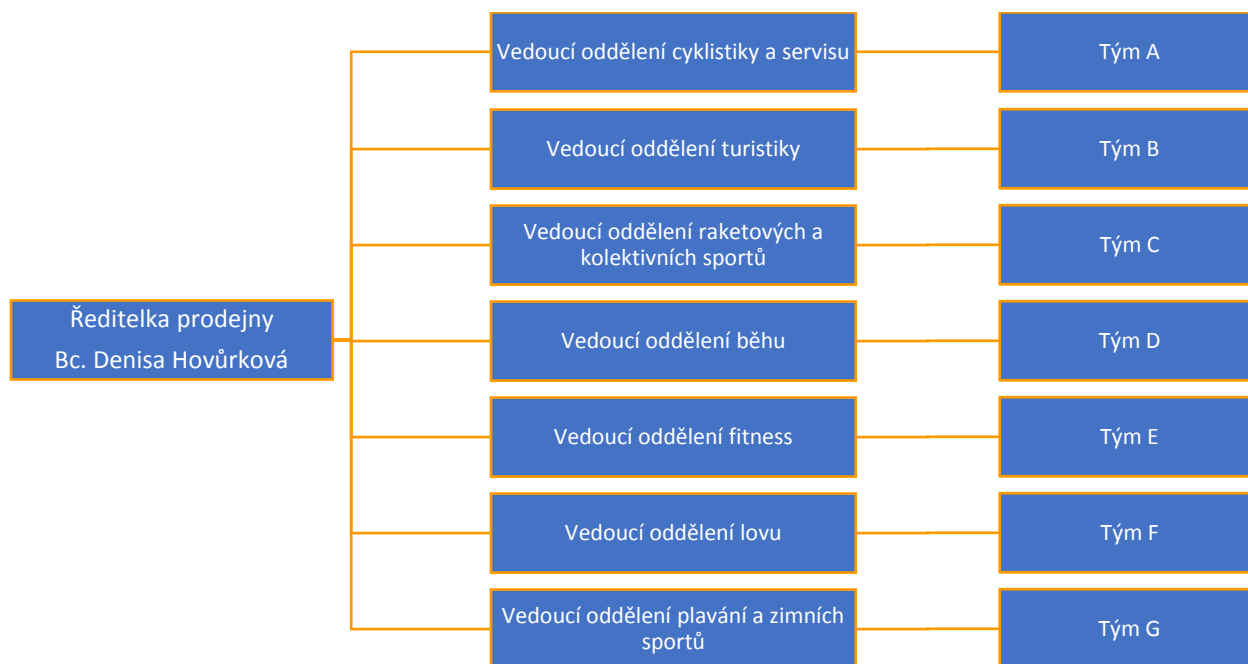 Vedoucí oddělení cyklistiky a servisu
Tým A
Vedoucí oddělení turistiky
Tým B
Vedoucí oddělení raketových a
kolektivních sportů
Tým C
Ředitelka prodejny
Bc. Denisa Hovůrková
Vedoucí oddělení běhu
Tým D
Vedoucí oddělení fitness
Tým E
Vedoucí oddělení lovu
Tým F
Vedoucí oddělení plavání a zimních
sportů
Tým G